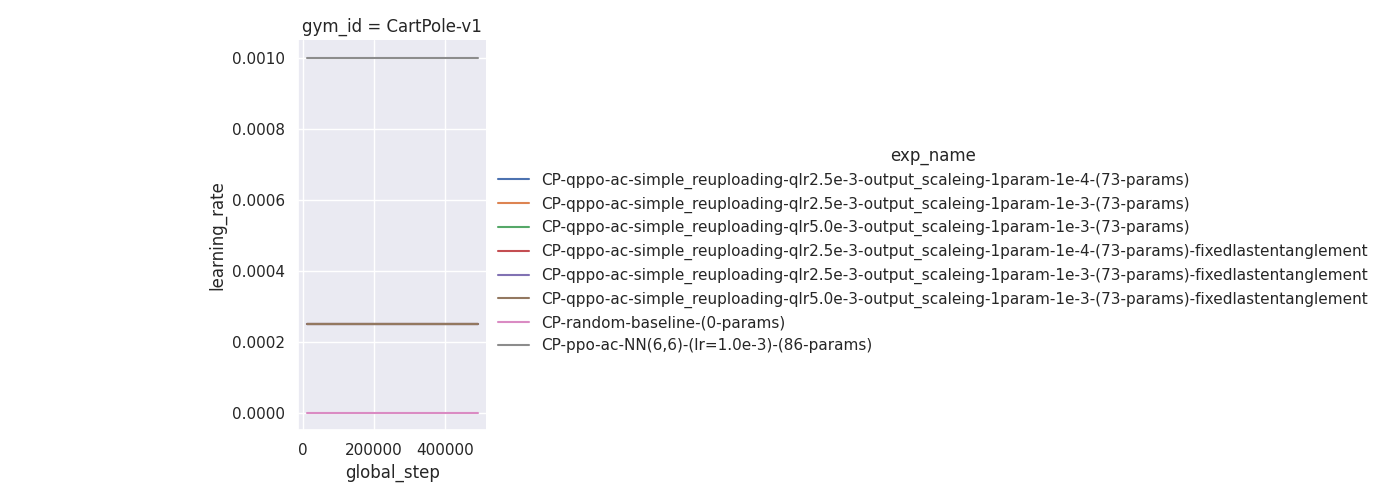 gym_id = CartPole-v1
0.0010
0.0008
0.0006
0.0004
0.0002
0.0000
learning_rate
0 200000 400000
global_step
exp_name
CP-qppo-ac-simple_reuploading-qlr2.5e-3-output_scaleing-1param-1e-4-(73-params)
CP-qppo-ac-simple_reuploading-qlr2.5e-3-output_scaleing-1param-1e-3-(73-params)
CP-qppo-ac-simple_reuploading-qlr5.0e-3-output_scaleing-1param-1e-3-(73-params)
CP-qppo-ac-simple_reuploading-qlr2.5e-3-output_scaleing-1param-1e-4-(73-params)-fixedlastentanglement
CP-qppo-ac-simple_reuploading-qlr2.5e-3-output_scaleing-1param-1e-3-(73-params)-fixedlastentanglement
CP-qppo-ac-simple_reuploading-qlr5.0e-3-output_scaleing-1param-1e-3-(73-params)-fixedlastentanglement
CP-random-baseline-(0-params)
CP-ppo-ac-NN(6,6)-(lr=1.0e-3)-(86-params)